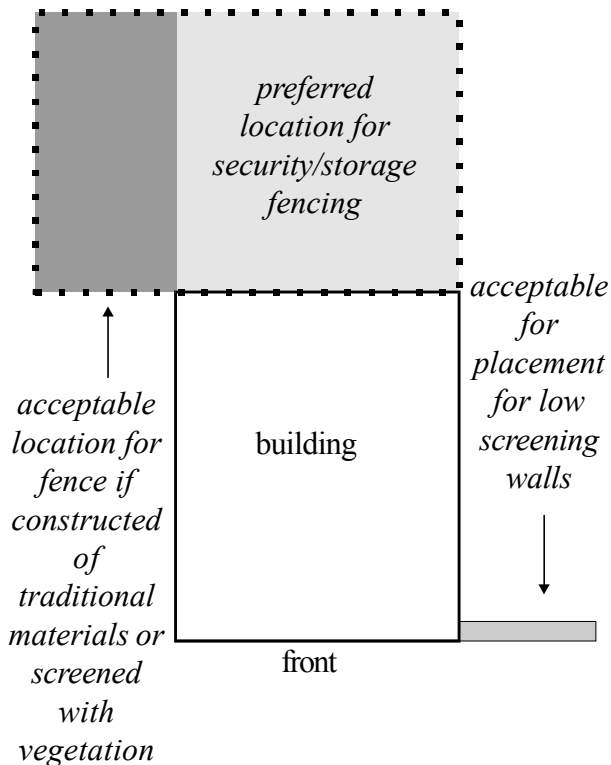 preferred
location for
security/storage
fencing
acceptable
location for
fence if
constructed
of
traditional
materials or
screened
with
vegetation
building
front
acceptable
for
placement
for low
screening
walls